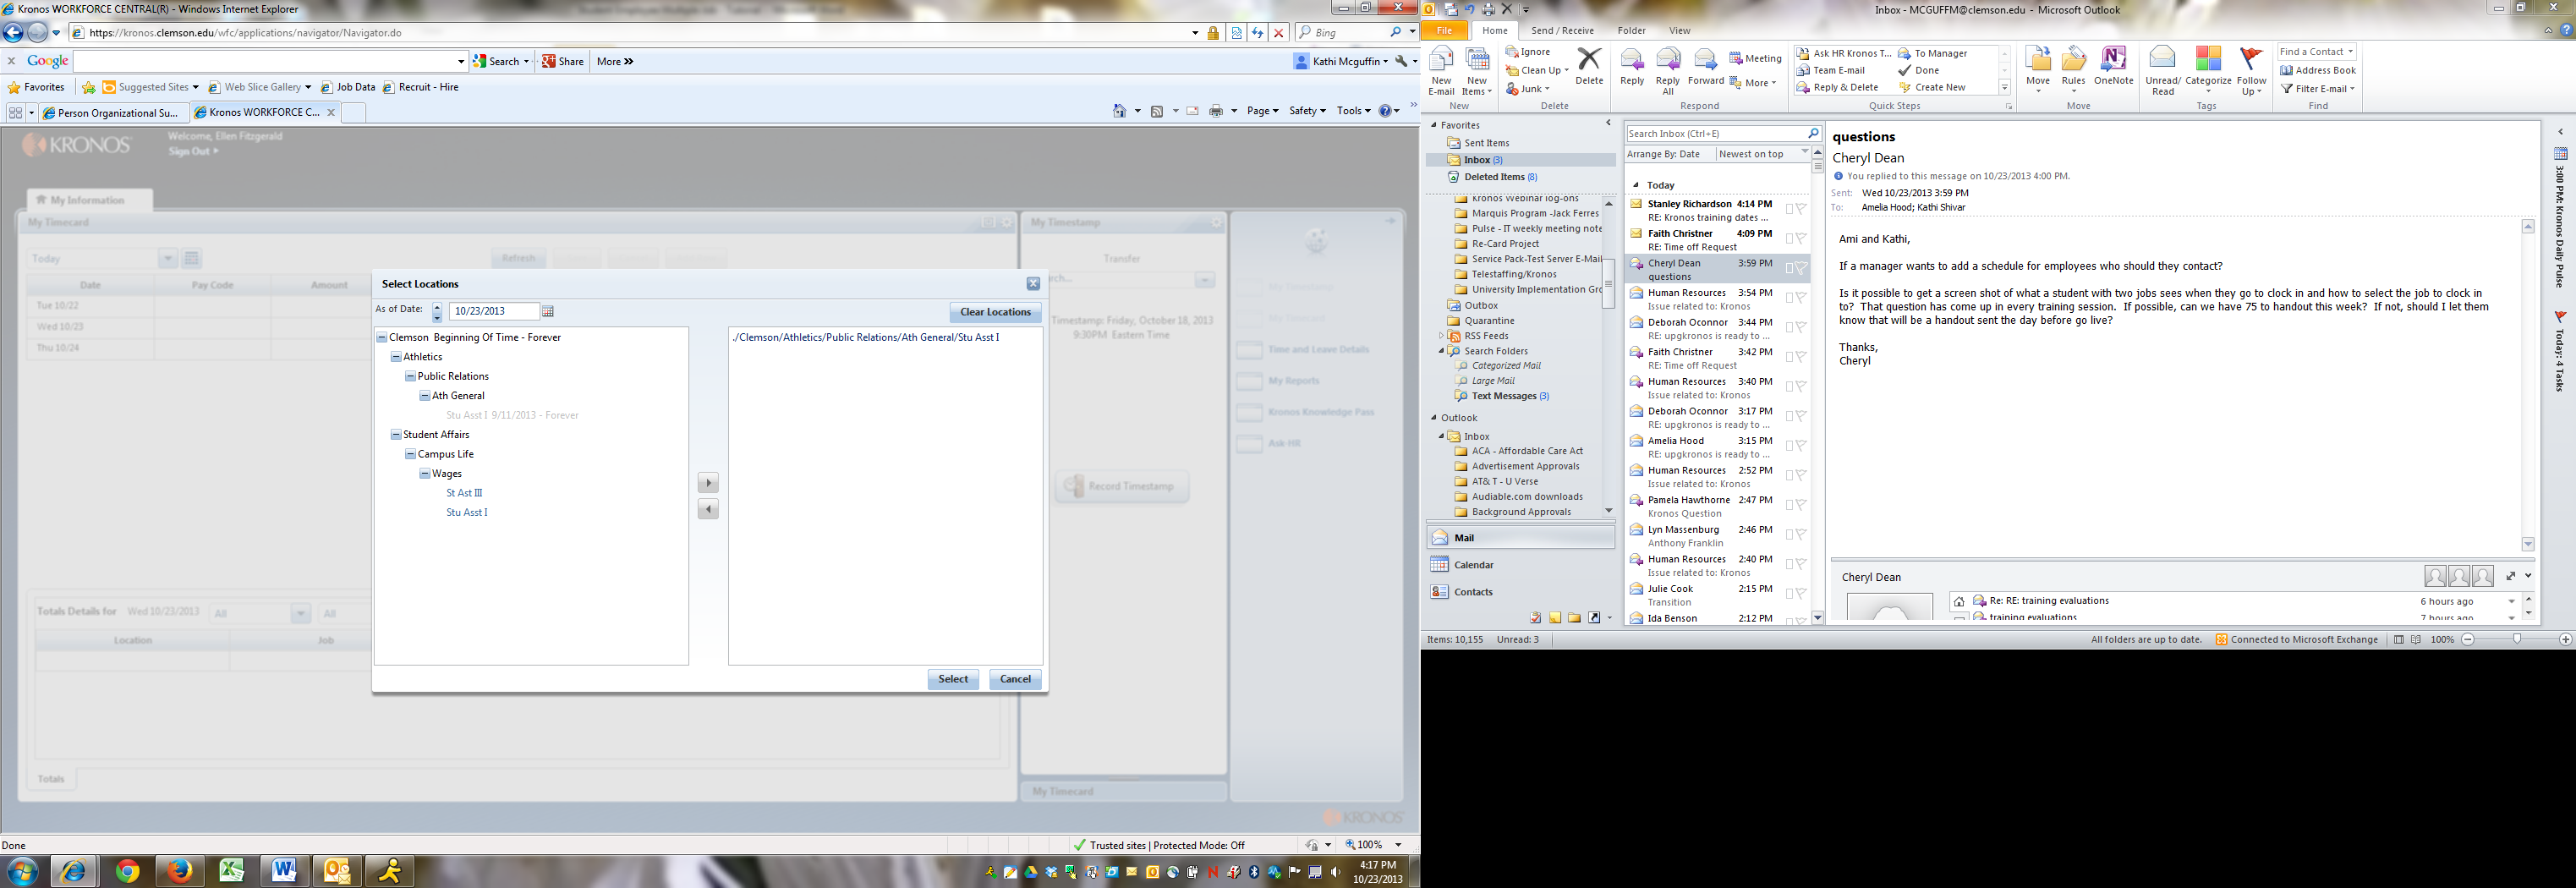 Kronos WORKFORCE CENTRAL(R) - Windows Internet Explorer
https://kronos.clemson.edu/wfc/applications/navigator/Navigator.do
Bing
Google
Search
Share
More »
Kathi Mcguffin
Favorites
Suggested Sites
Web Slice Gallery
Job Data
Recruit - Hire
Person Organizational Su...
Kronos WORKFORCE C...
Page
Safety
Tools
KRONOS
Welcome, Ellen Fitzgerald
Sign Out
My Information
My Timecard
My Timestamp
Today
Refresh
Transfer
Date
Pay Code
Amount
Tue 10/22
Wed 10/23
Thu 10/24
Select Locations
As of Date:
10/23/2013
Clear Locations
Clemson Beginning Of Time - Forever
Athletics
Public Relations
Ath General
Stu Asst I 9/11/2013 - Forever
Student Affairs
Campus Life
Wages
St Ast III
Stu Asst I
./Clemson/Athletics/Public Relations/Ath General/Stu Asst I
Select
Cancel
Timestamp: Friday, October 18, 2013
9:30PM Eastern Time
Record Timestamp
My Timestamp
My Timecard
Time and Leave Details
My Reports
Kronos Knowledge Pass
Ask-HR
Totals Details for
Wed 10/23/2013
All
All
Location
Job
Totals
My Timecard
KRONOS
Done
Trusted sites | Protected Mode: Off
100%
4:17 PM
10/23/2013
Inbox - MCGUFFM@clemson.edu - Microsoft Outlook
File
Home
Send / Receive
Folder
View
New
E-mail
New
Items
New
Ignore
Clean Up
Junk
Delete
Delete
Reply
Reply
All
Forward
Meeting
More
Respond
Ask HR Kronos T...
Team E-mail
Reply & Delete
To Manager
Done
Create New
Quick Steps
Move
Rules
OneNote
Move
Unread/
Read
Categorize
Follow
Up
Tags
Find a Contact
Address Book
Filter E-mail
Find
Favorites
Sent Items
Inbox (3)
Deleted Items (8)
Kronos Webinar log-ons
Marquis Program -Jack Ferres
Pulse - IT weekly meeting note
Re-Card Project
Service Pack-Test Server E-Mail
Telestaffing/Kronos
University Implementation Gro
Outbox
Quarantine
RSS Feeds
Search Folders
Categorized Mail
Large Mail
Text Messages (3)
Outlook
Inbox
ACA - Affordable Care Act
Advertisement Approvals
AT& T - U Verse
Audiable.com downloads
Background Approvals
Mail
Calendar
Contacts
Search Inbox (Ctrl+E)
Arrange By: Date
Newest on top
Today
Stanley Richardson 4:14 PM
RE: Kronos training dates ...
Faith Christner 4:09 PM
RE: Time off Request
Cheryl Dean 3:59 PM
questions
Human Resources 3:54 PM
Issue related to: Kronos
Deborah Oconnor 3:44 PM
RE: upgkronos is ready to ...
Faith Christner 3:42 PM
RE: Time off Request
Human Resources 3:40 PM
Issue related to: Kronos
Deborah Oconnor 3:17 PM
RE: upgkronos is ready to ...
Amelia Hood 3:15 PM
RE: upgkronos is ready to ...
Human Resources 2:52 PM
Issue related to: Kronos
Pamela Hawthorne 2:47 PM
Kronos Question
Lyn Massenburg 2:46 PM
Anthony Franklin
Human Resources 2:40 PM
Issue related to: Kronos
Julie Cook 2:15 PM
Transition
Ida Benson 2:12 PM
questions
Cheryl Dean
You replied to this message on 10/23/2013 4:00 PM.
Sent: Wed 10/23/2013 3:59 PM
To: Amelia Hood; Kathi Shivar
Ami and Kathi,
If a manager wants to add a schedule for employees who should they contact?
Is it possible to get a screen shot of what a student with two jobs sees when they go to clock in and how to select the job to clock in
to? That question has come up in every training session. If possible, can we have 75 to handout this week? If not, should I let them
know that will be a handout sent the day before go live?
Thanks,
Cheryl
Cheryl Dean
Re: RE: training evaluations 6 hours ago
training evaluations 7 hours ago
3:00 PM: Kronos Daily Pulse
Today: 4 Tasks
Items: 10,155 Unread: 3
All folders are up to date.
Connected to Microsoft Exchange
100%